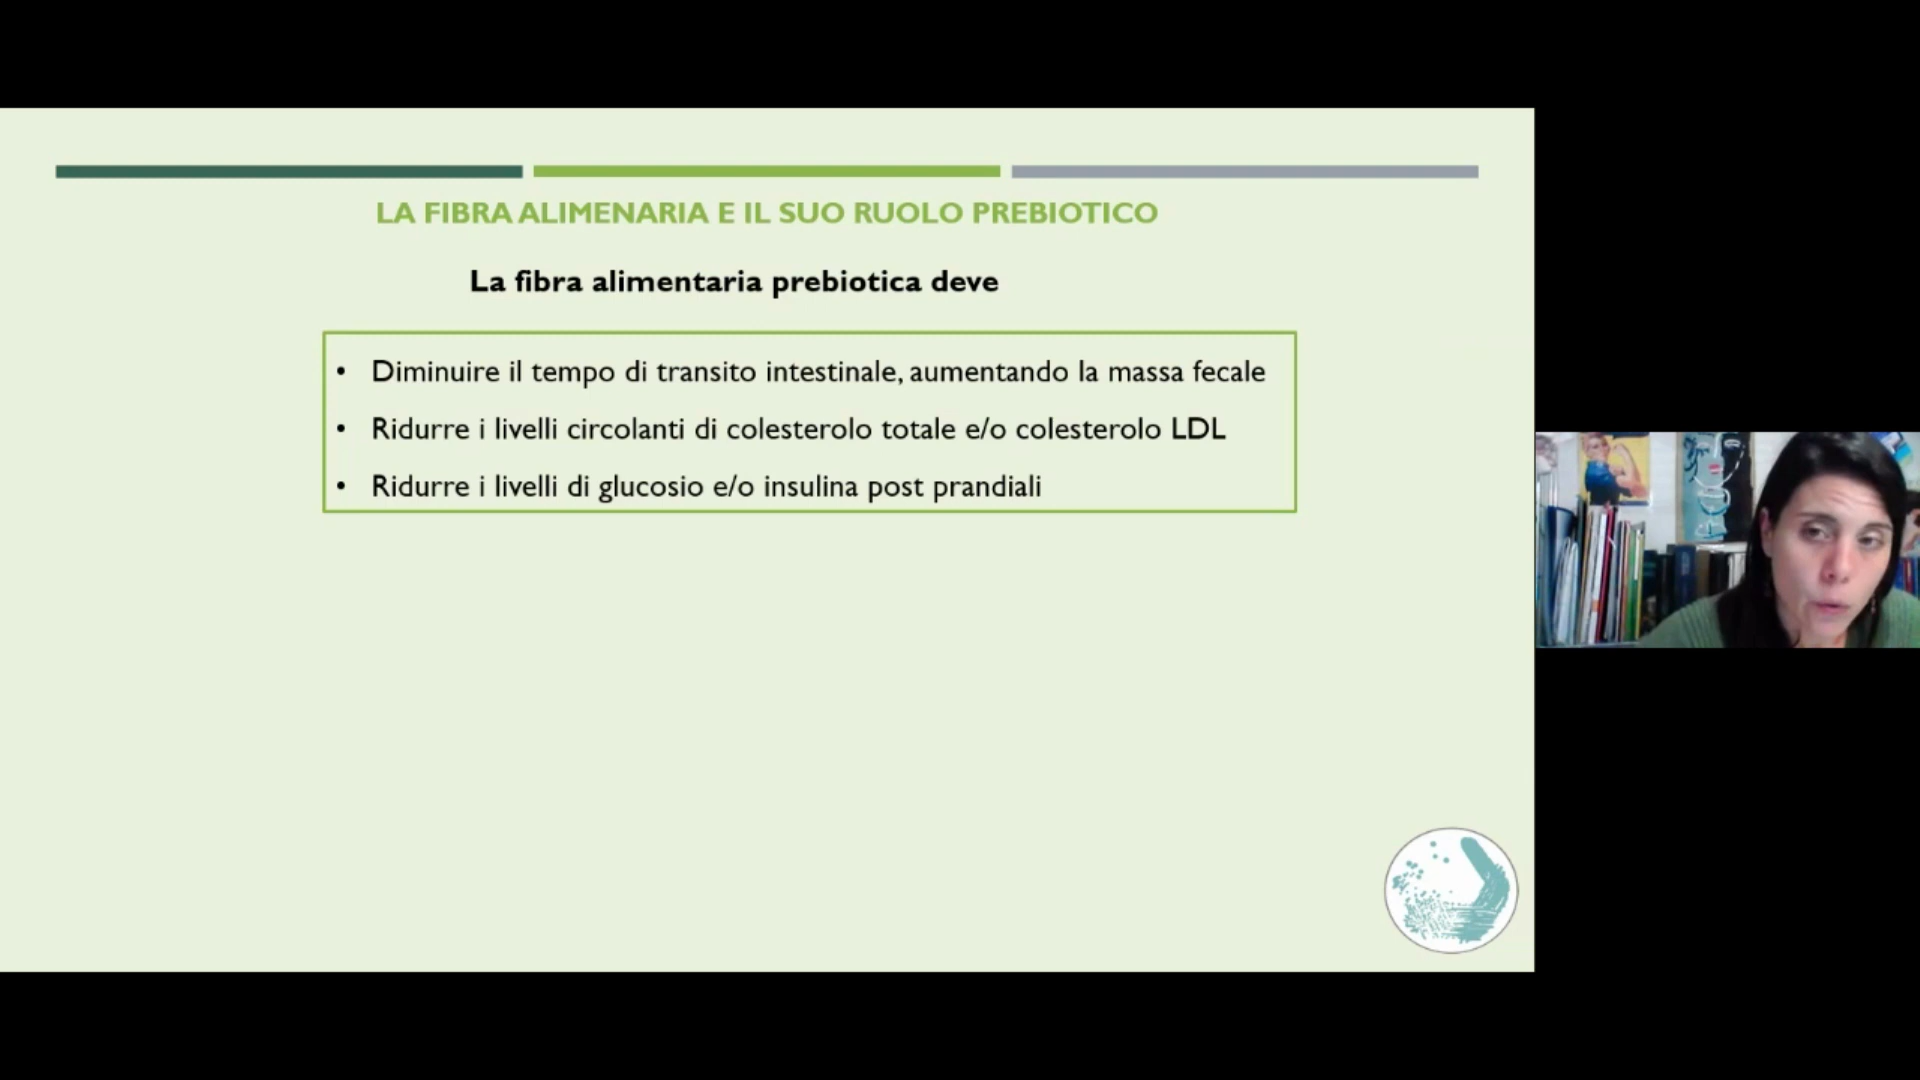 LA FIBRA ALIMENARIA E IL SUO RUOLO PREBIOTICO
La fibra alimentaria prebiotica deve
• Diminuire il tempo di transito intestinale, aumentando la massa fecale
• Ridurre i livelli circolanti di colesterolo totale e/o colesterolo LDL
• Ridurre i livelli di glucosio e/o insulina post prandiali